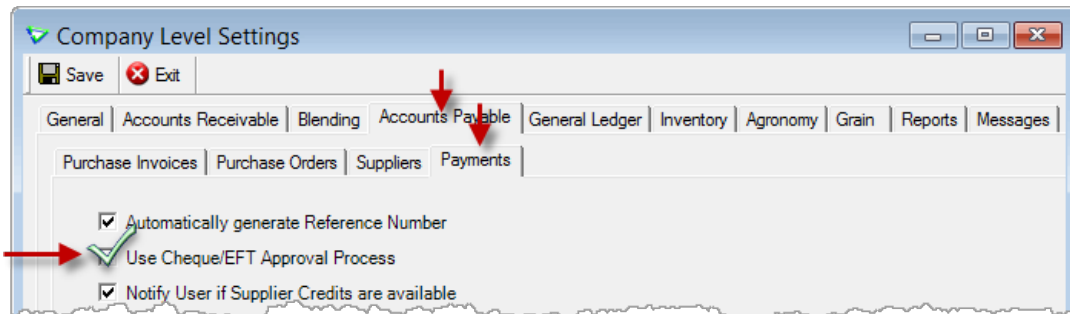 Company Level Settings
Save Exit
General Accounts Receivable Blending Accounts Payable General Ledger Inventory Agronomy Grain Reports Messages
Purchase Invoices Purchase Orders Suppliers Payments
Automatically generate Reference Number
Use Cheque/EFT Approval Process
Notify User if Supplier Credits are available